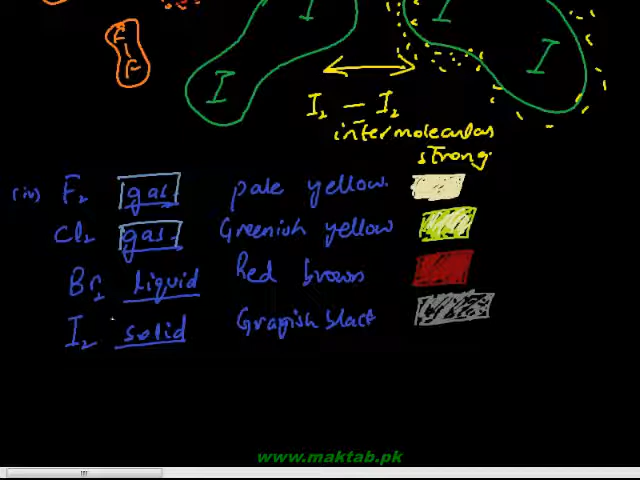 I
I
F
F
I
I
I₂ — I₂
intermolecular
strong.
(iv) F₂ gas pale yellow.
Cl₂ gas Greenish yellow
Br₂ liquid Red brown
I₂ solid Grayish black
www.maktab.pk